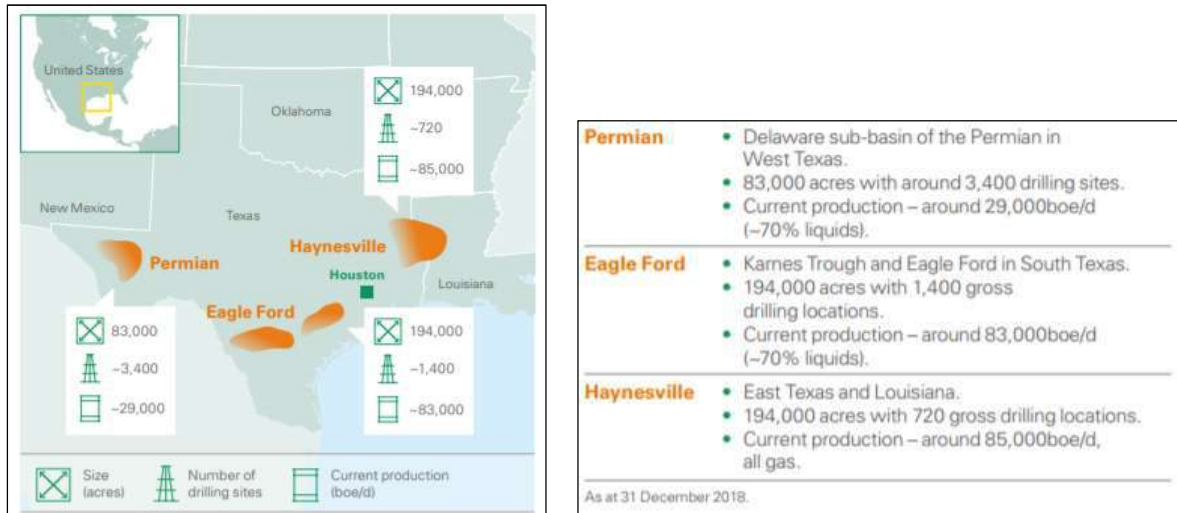 United States
Oklahoma
194,000
~720
~85,000
New Mexico
Texas
Haynesville
Permian
Houston
Louisiana
Eagle Ford
83,000
~3,400
~29,000
194,000
~1,400
~83,000
Size
(acres)
Number of
drilling sites
Current production
(boe/d)
Permian
• Delaware sub-basin of the Permian in
West Texas.
• 83,000 acres with around 3,400 drilling sites.
• Current production – around 29,000boe/d
(~70% liquids).
Eagle Ford
• Karnes Trough and Eagle Ford in South Texas.
• 194,000 acres with 1,400 gross
drilling locations.
• Current production – around 83,000boe/d
(~70% liquids).
Haynesville
• East Texas and Louisiana.
• 194,000 acres with 720 gross drilling locations.
• Current production – around 85,000boe/d,
all gas.
As at 31 December 2018.